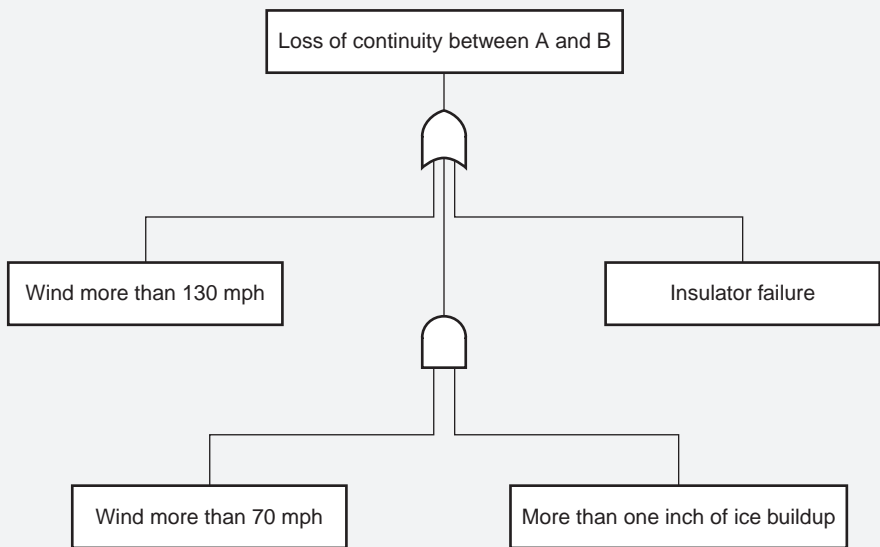 Loss of continuity between A and B
Wind more than 130 mph
Insulator failure
Wind more than 70 mph
More than one inch of ice buildup